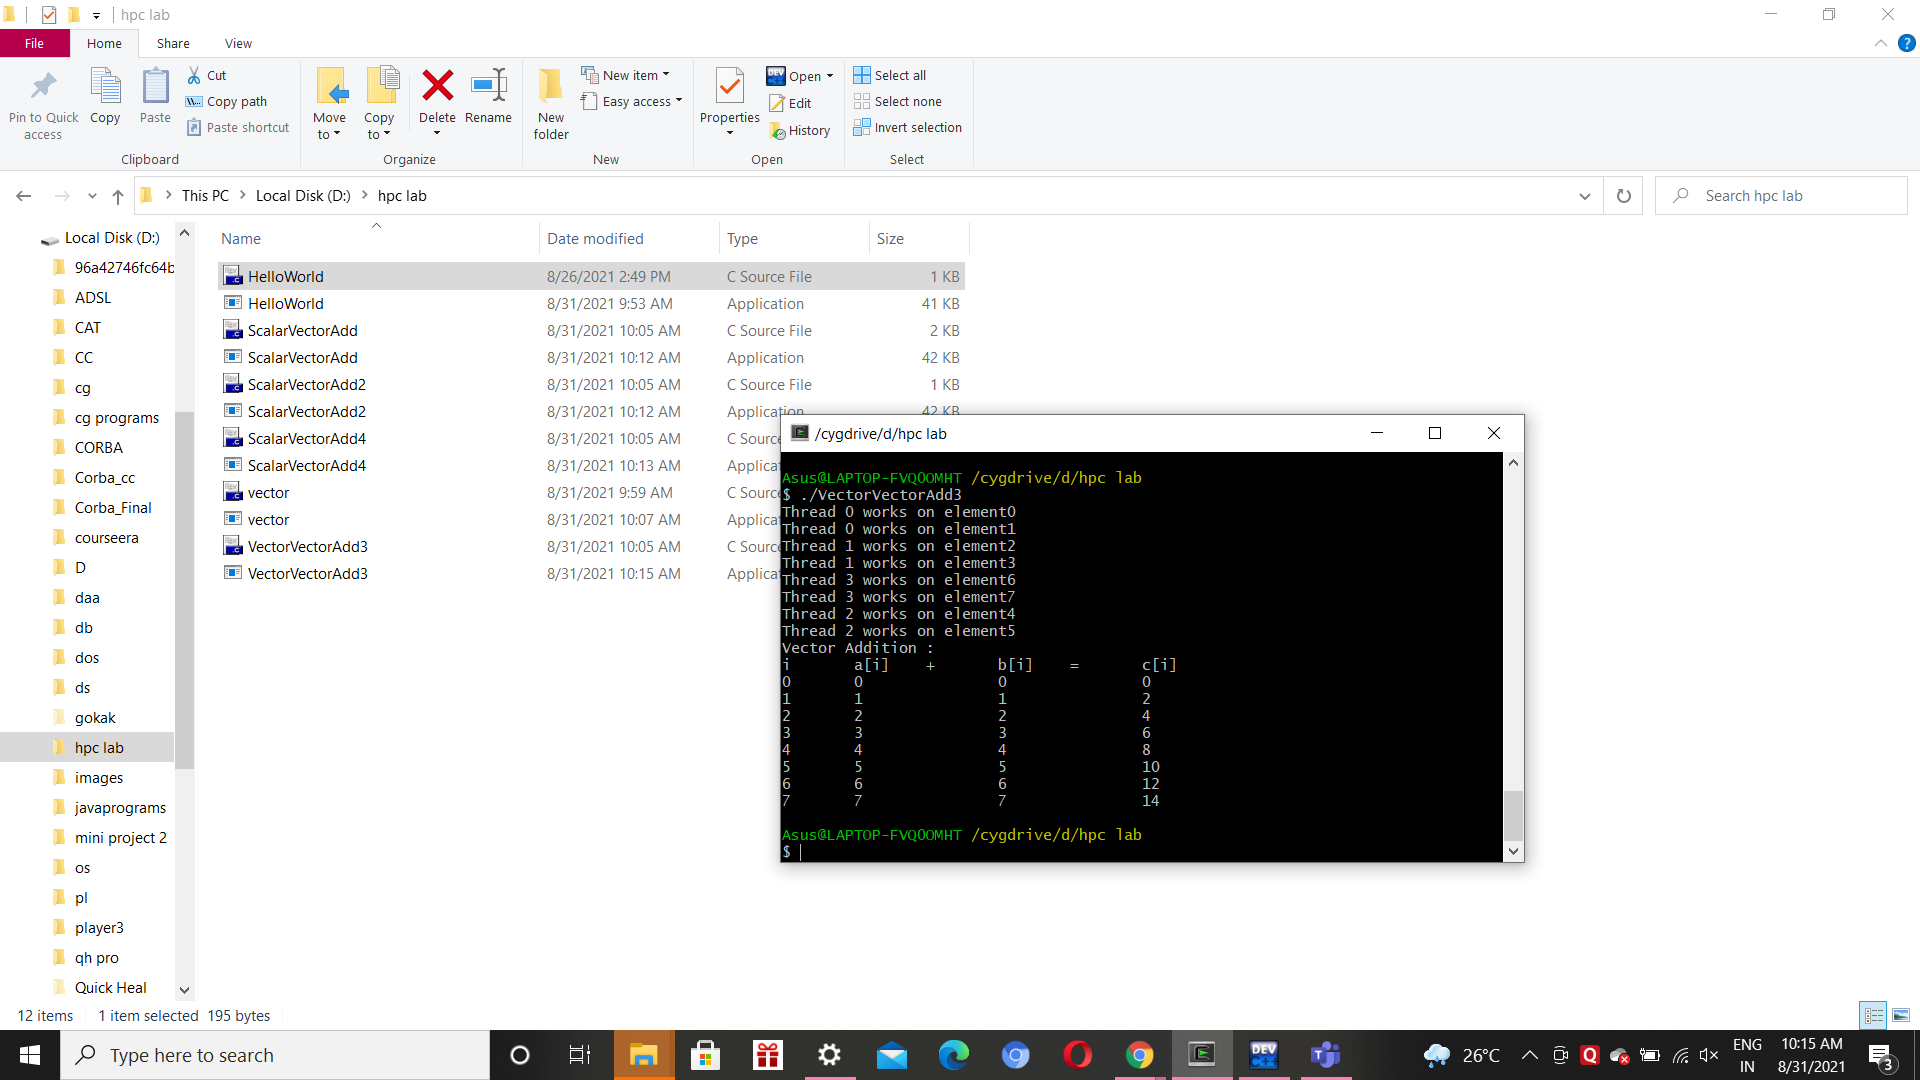 hpc lab
File Home Share View
Pin to Quick access
Copy
Paste
Cut
Copy path
Paste shortcut
Clipboard
Move to
Copy to
Delete
Rename
Organize
New folder
New item
Easy access
New
Properties
Open
Edit
History
Open
Select all
Select none
Invert selection
Select
This PC > Local Disk (D:) > hpc lab
Search hpc lab
Local Disk (D:)
96a42746fc64b
ADSL
CAT
CC
cg
cg programs
CORBA
Corba_cc
Corba_Final
courseera
D
daa
db
dos
ds
gokak
hpc lab
images
javaprograms
mini project 2
os
pl
player3
qh pro
Quick Heal
Name Date modified Type Size
HelloWorld 8/26/2021 2:49 PM C Source File 1 KB
HelloWorld 8/31/2021 9:53 AM Application 41 KB
ScalarVectorAdd 8/31/2021 10:05 AM C Source File 2 KB
ScalarVectorAdd 8/31/2021 10:12 AM Application 42 KB
ScalarVectorAdd2 8/31/2021 10:05 AM C Source File 1 KB
ScalarVectorAdd2 8/31/2021 10:12 AM Application 42 KB
ScalarVectorAdd4 8/31/2021 10:05 AM C Source
ScalarVectorAdd4 8/31/2021 10:13 AM Applica
vector 8/31/2021 9:59 AM C Source
vector 8/31/2021 10:07 AM Applica
VectorVectorAdd3 8/31/2021 10:05 AM C Source
VectorVectorAdd3 8/31/2021 10:15 AM Applica
/cygdrive/d/hpc lab
Asus@LAPTOP-FVQ0OMHT /cygdrive/d/hpc lab
$ ./VectorVectorAdd3
Thread 0 works on element0
Thread 0 works on element1
Thread 1 works on element2
Thread 1 works on element3
Thread 3 works on element6
Thread 3 works on element7
Thread 2 works on element4
Thread 2 works on element5
Vector Addition :
i a[i] + b[i] = c[i]
0 0 0 0
1 1 1 2
2 2 2 4
3 3 3 6
4 4 4 8
5 5 5 10
6 6 6 12
7 7 7 14
Asus@LAPTOP-FVQ0OMHT /cygdrive/d/hpc lab
$
12 items 1 item selected 195 bytes
Type here to search
DEV C++
26°C
ENG
IN
10:15 AM
8/31/2021
3